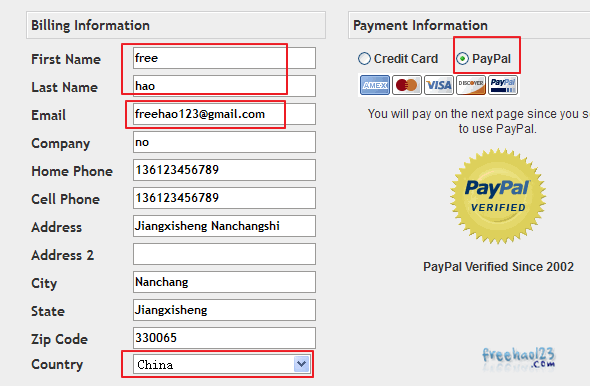 Billing Information
First Name free
Last Name hao
Email freehao123@gmail.com
Company no
Home Phone 136123456789
Cell Phone 136123456789
Address Jiangxisheng Nanchangshi
Address 2
City Nanchang
State Jiangxisheng
Zip Code 330065
Country China
Payment Information
Credit Card PayPal
AMEX VISA DISCOVER PayPal
You will pay on the next page since you s
to use PayPal.
PayPal
VERIFIED
PayPal Verified Since 2002
freehao123
.com